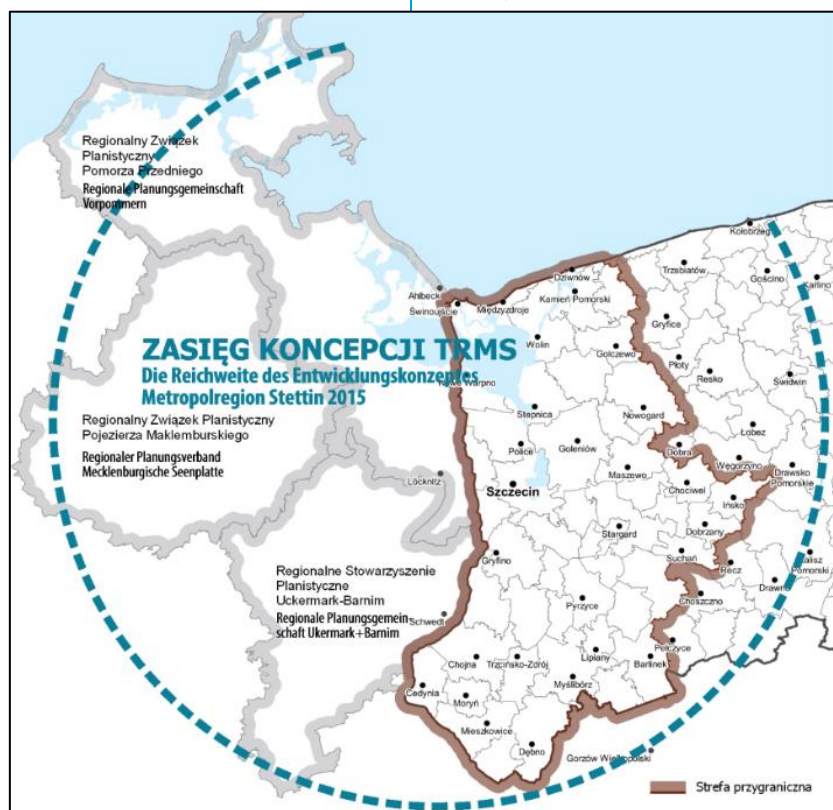 Regionalny Związek
Planistyczny
Pomorza Przedniego
Regionale Planungsgemeinschaft
Vorpommern
Kołobrzeg
Dziwnów
Trzebiatów
Gościno
Karlino
Ahlbeck
Świnoujście
Międzyzdroje
Kamień Pomorski
Gryfice
ZASIĘG KONCEPCJI TRMS
Die Reichweite des Entwicklungskonzeptes
Metropolregion Stettin 2015
Wolin
Golczewo
Płoty
Resko
Świdwin
Warpno
Regionalny Związek Planistyczny
Pojezierza Maklemburskiego
Regionaler Planungsverband
Mecklenburgische Seenplatte
Stepnica
Nowogard
Łobez
Police
Goleniów
Dobra
Węgorzyno
Drawsko
Pomorskie
Löcknitz
Maszewo
Szczecin
Chociwel
Ińsko
Stargard
Dobrzany
Suchań
Gryfino
Recz
Kalisz
Pomorski
Drawno
Choszczno
Regionalne Stowarzyszenie
Planistyczne
Uckermark-Barnim
Regionale Planungsgemein-
schaft Ukermark+Barnim
Schwedt
Pyrzyce
Pełczyce
Chojna
Trzcińsko-Zdrój
Lipiany
Barlinek
Cedynia
Moryń
Myślibórz
Mieszkowice
Dębno
Gorzów Wielkopolski
Strefa przygraniczna